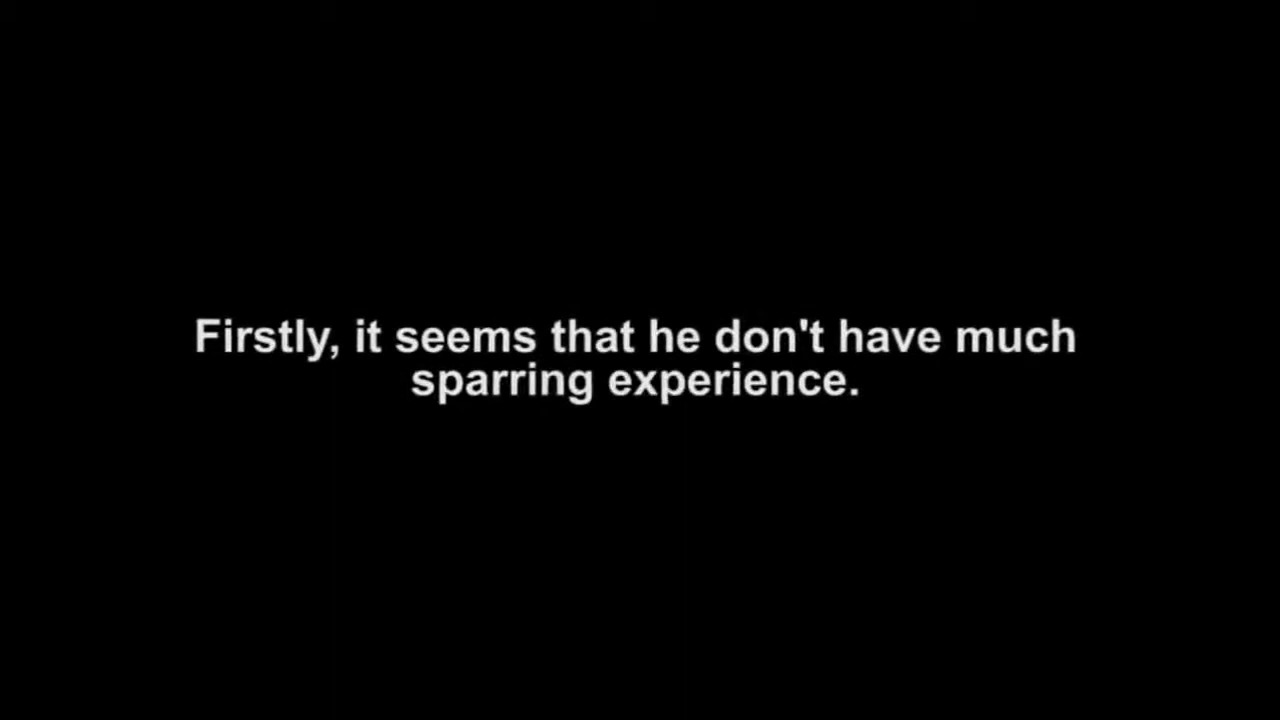 Firstly, it seems that he don't have much
sparring experience.